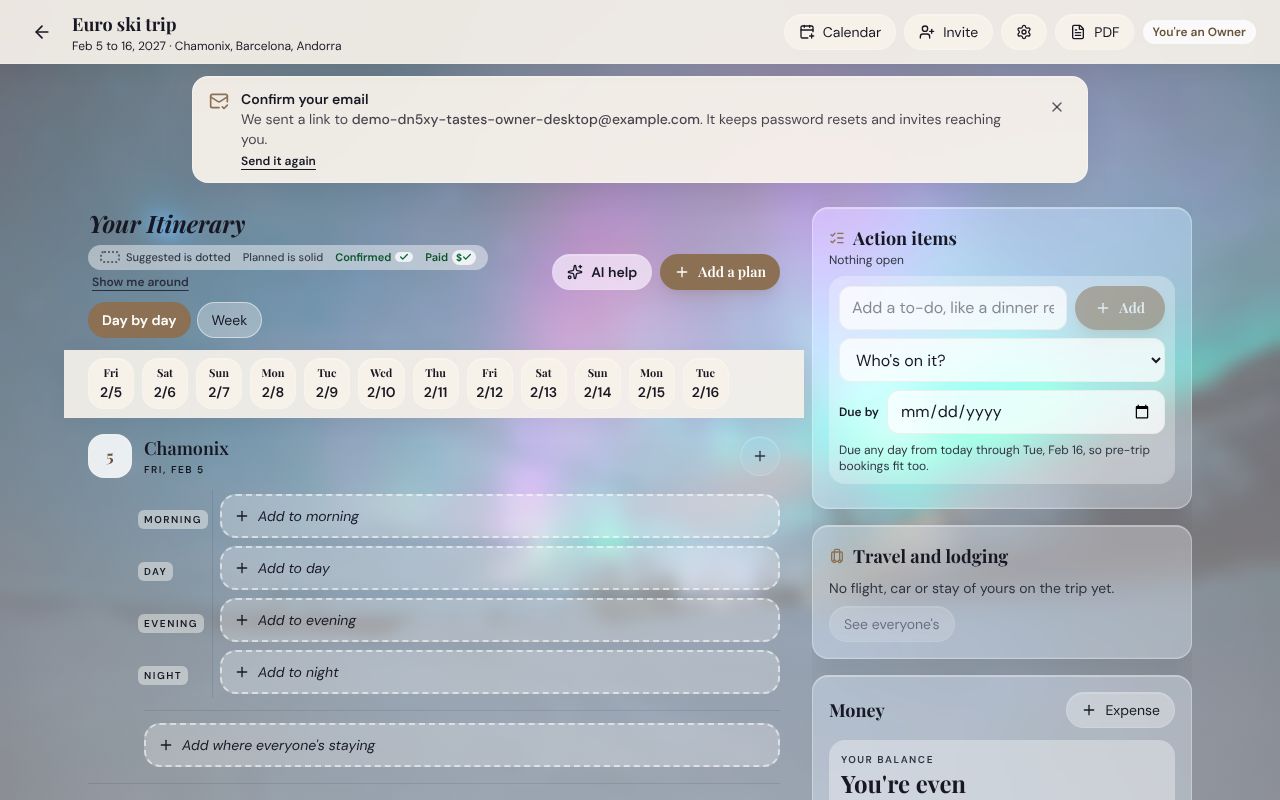 Euro ski trip
Feb 5 to 16, 2027 · Chamonix, Barcelona, Andorra
Calendar
Invite
PDF
You're an Owner
Confirm your email
We sent a link to demo-dn5xy-tastes-owner-desktop@example.com. It keeps password resets and invites reaching
you.
Send it again
Your Itinerary
Suggested is dotted Planned is solid Confirmed Paid $
Show me around
AI help
Add a plan
Day by day
Week
Fri Sat Sun Mon Tue Wed Thu Fri Sat Sun Mon Tue
2/5 2/6 2/7 2/8 2/9 2/10 2/11 2/12 2/13 2/14 2/15 2/16
5
Chamonix
FRI, FEB 5
MORNING
Add to morning
DAY
Add to day
EVENING
Add to evening
NIGHT
Add to night
Add where everyone's staying
Action items
Nothing open
Add a to-do, like a dinner re
Add
Who's on it?
Due by
mm/dd/yyyy
Due any day from today through Tue, Feb 16, so pre-trip
bookings fit too.
Travel and lodging
No flight, car or stay of yours on the trip yet.
See everyone's
Money
Expense
YOUR BALANCE
You're even